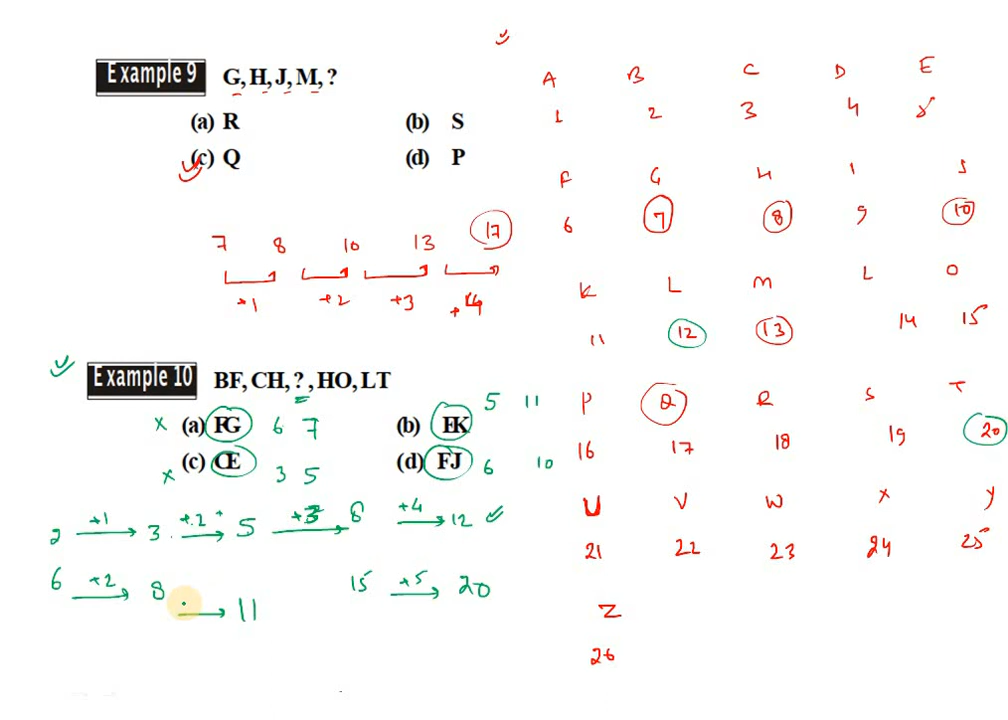 Example 9 G, H, J, M, ?
(a) R (b) S
(c) Q (d) P
7 8 10 13 17
+1 +2 +3 +4
Example 10 BF, CH, ? , HO, LT
x (a) FG 6 7 (b) EK 5 11
x (c) CE 3 5 (d) FJ 6 10
2 +1 3 +2 5 +3 8 +4 12
6 +2 8 11 15 +5 20
A B C D E
1 2 3 4 5
F G H I J
6 7 8 9 10
K L M L O
11 12 13 14 15
P Q R S T
16 17 18 19 20
U V W X Y
21 22 23 24 25
Z
26